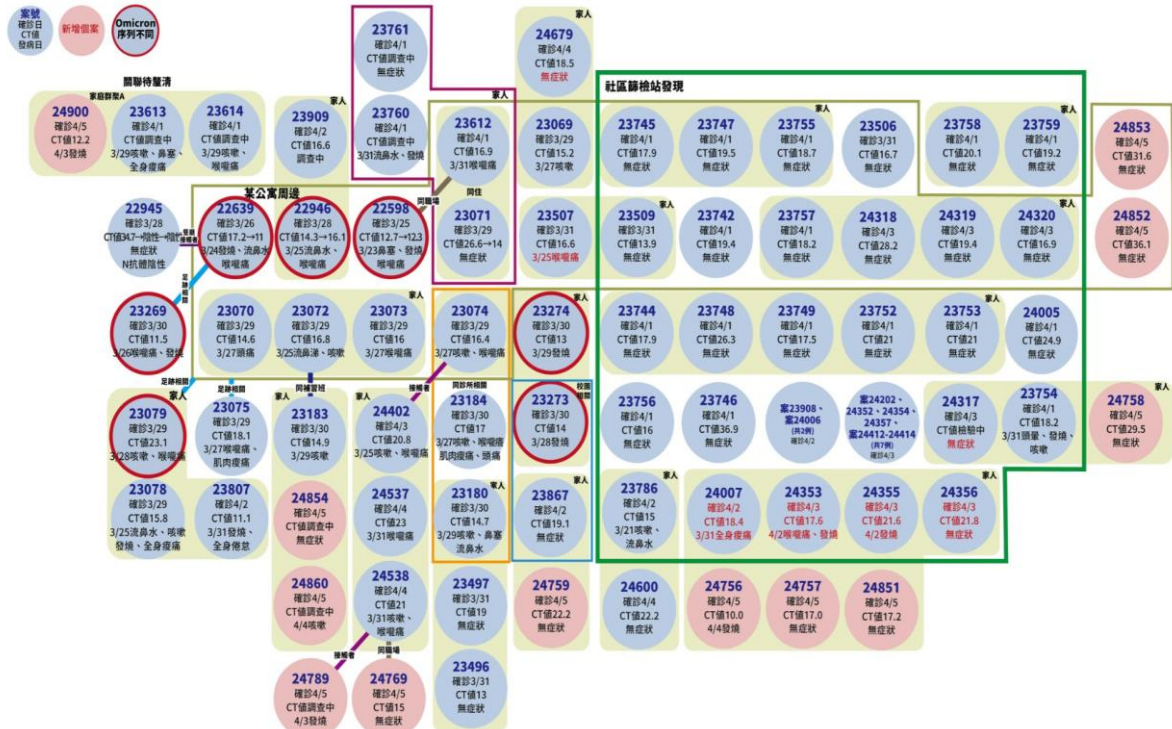 案號
確診日
CT值
發病日
新增個案
Omicron
序列不同
關聯待釐清
家庭群聚A
24900
確診4/5
CT值12.2
4/3發燒
23613
確診4/1
CT值調查中
3/29咳嗽、鼻塞、
全身痠痛
23614
確診4/1
CT值調查中
3/29咳嗽、
喉嚨痛
家人
23909
確診4/2
CT值16.6
調查中
23761
確診4/1
CT值調查中
無症狀
23760
確診4/1
CT值調查中
3/31流鼻水、發燒
23612
確診4/1
CT值16.9
3/31喉嚨痛
家人
24679
確診4/4
CT值18.5
無症狀
23069
確診3/29
CT值15.2
3/27咳嗽
社區篩檢站發現
家人
23745
確診4/1
CT值17.9
無症狀
23747
確診4/1
CT值19.5
無症狀
23755
確診4/1
CT值18.7
無症狀
23506
確診3/31
CT值16.7
無症狀
家人
23758
確診4/1
CT值20.1
無症狀
23759
確診4/1
CT值19.2
無症狀
24853
確診4/5
CT值31.6
無症狀
某公寓周邊
22945
確診3/28
CT值34.7→陰性→陰性
無症狀
N抗體陰性
接觸者
22639
確診3/26
CT值17.2→11
3/24發燒、流鼻水
喉嚨痛
22946
確診3/28
CT值14.3→16.1
3/25流鼻水、
喉嚨痛
22598
確診3/25
CT值12.7→12.3
3/23鼻塞、發燒
喉嚨痛
同職場
同住
23071
確診3/29
CT值26.6→14
無症狀
家人
23507
確診3/31
CT值16.6
3/25喉嚨痛
23509
確診3/31
CT值13.9
無症狀
23742
確診4/1
CT值19.4
無症狀
23757
確診4/1
CT值18.2
無症狀
24318
確診4/3
CT值28.2
無症狀
24319
確診4/3
CT值19.4
無症狀
家人
24320
確診4/3
CT值16.9
無症狀
24852
確診4/5
CT值36.1
無症狀
足跡相關
23269
確診3/30
CT值11.5
3/26喉嚨痛、發燒
23070
確診3/29
CT值14.6
3/27頭痛
23072
確診3/29
CT值16.8
3/25流鼻涕、咳嗽
家人
23073
確診3/29
CT值16
3/27喉嚨痛
23074
確診3/29
CT值16.4
3/27咳嗽、喉嚨痛
家人
23274
確診3/30
CT值13
3/29發燒
23744
確診4/1
CT值17.9
無症狀
23748
確診4/1
CT值26.3
無症狀
23749
確診4/1
CT值17.5
無症狀
23752
確診4/1
CT值21
無症狀
家人
23753
確診4/1
CT值21
無症狀
24005
確診4/1
CT值24.9
無症狀
足跡相關
足跡相關
同補習班
接觸者
同診所相關
校園
相關
家人
23079
確診3/29
CT值23.1
3/28咳嗽、喉嚨痛
23075
確診3/29
CT值18.1
3/27喉嚨痛、
肌肉痠痛
家人
23183
確診3/30
CT值14.9
3/29咳嗽
家人
24402
確診4/3
CT值20.8
3/25咳嗽、喉嚨痛
23184
確診3/30
CT值17
3/27咳嗽、喉嚨痛
肌肉痠痛、頭痛
23273
確診3/30
CT值14
3/28發燒
23756
確診4/1
CT值16
無症狀
23746
確診4/1
CT值36.9
無症狀
案23908、
案24006
(共2例)
確診4/2
案24202、
24352、24354、
24357、
案24412-24414
(共7例)
確診4/3
24317
確診4/3
CT值檢驗中
無症狀
23754
確診4/1
CT值18.2
3/31頭暈、發燒、
咳嗽
家人
24758
確診4/5
CT值29.5
無症狀
23078
確診3/29
CT值15.8
3/25流鼻水、咳嗽
發燒、全身痠痛
23807
確診4/2
CT值11.1
3/31發燒、
全身倦怠
24854
確診4/5
CT值調查中
無症狀
24537
確診4/4
CT值23
3/31喉嚨痛
家人
23180
確診3/30
CT值14.7
3/29咳嗽、鼻塞
流鼻水
家人
23867
確診4/2
CT值19.1
無症狀
家人
23786
確診4/2
CT值15
3/21咳嗽、
流鼻水
24007
確診4/2
CT值18.4
3/31全身痠痛
24353
確診4/3
CT值17.6
4/2喉嚨痛、發燒
24355
確診4/3
CT值21.6
4/2發燒
家人
24356
確診4/3
CT值21.8
無症狀
24860
確診4/5
CT值調查中
4/4咳嗽
24538
確診4/4
CT值21
3/31咳嗽、
喉嚨痛
23497
確診3/31
CT值19
無症狀
24759
確診4/5
CT值22.2
無症狀
24600
確診4/4
CT值22.2
無症狀
24756
確診4/5
CT值10.0
4/4發燒
24757
確診4/5
CT值17.0
無症狀
24851
確診4/5
CT值17.2
無症狀
接觸者
同職場
24789
確診4/5
CT值調查中
4/3發燒
24769
確診4/5
CT值15
無症狀
23496
確診3/31
CT值13
無症狀